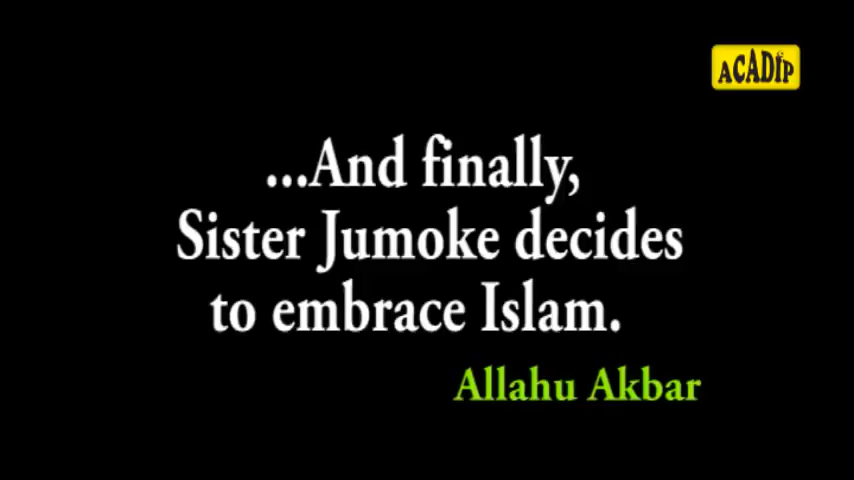 ACADIP
...And finally,
Sister Jumoke decides
to embrace Islam.
Allahu Akbar